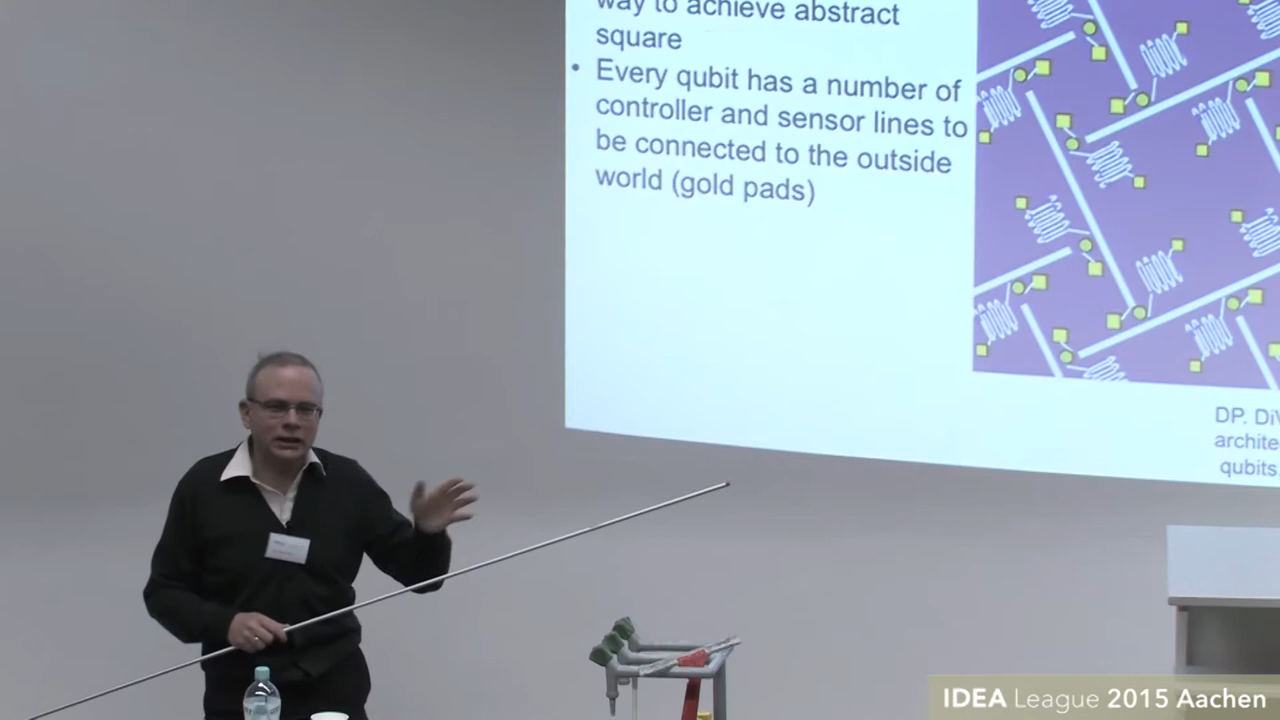 way to achieve abstract
square
• Every qubit has a number of
controller and sensor lines to
be connected to the outside
world (gold pads)
DP. DiV
archite
qubits.
IDEA League 2015 Aachen